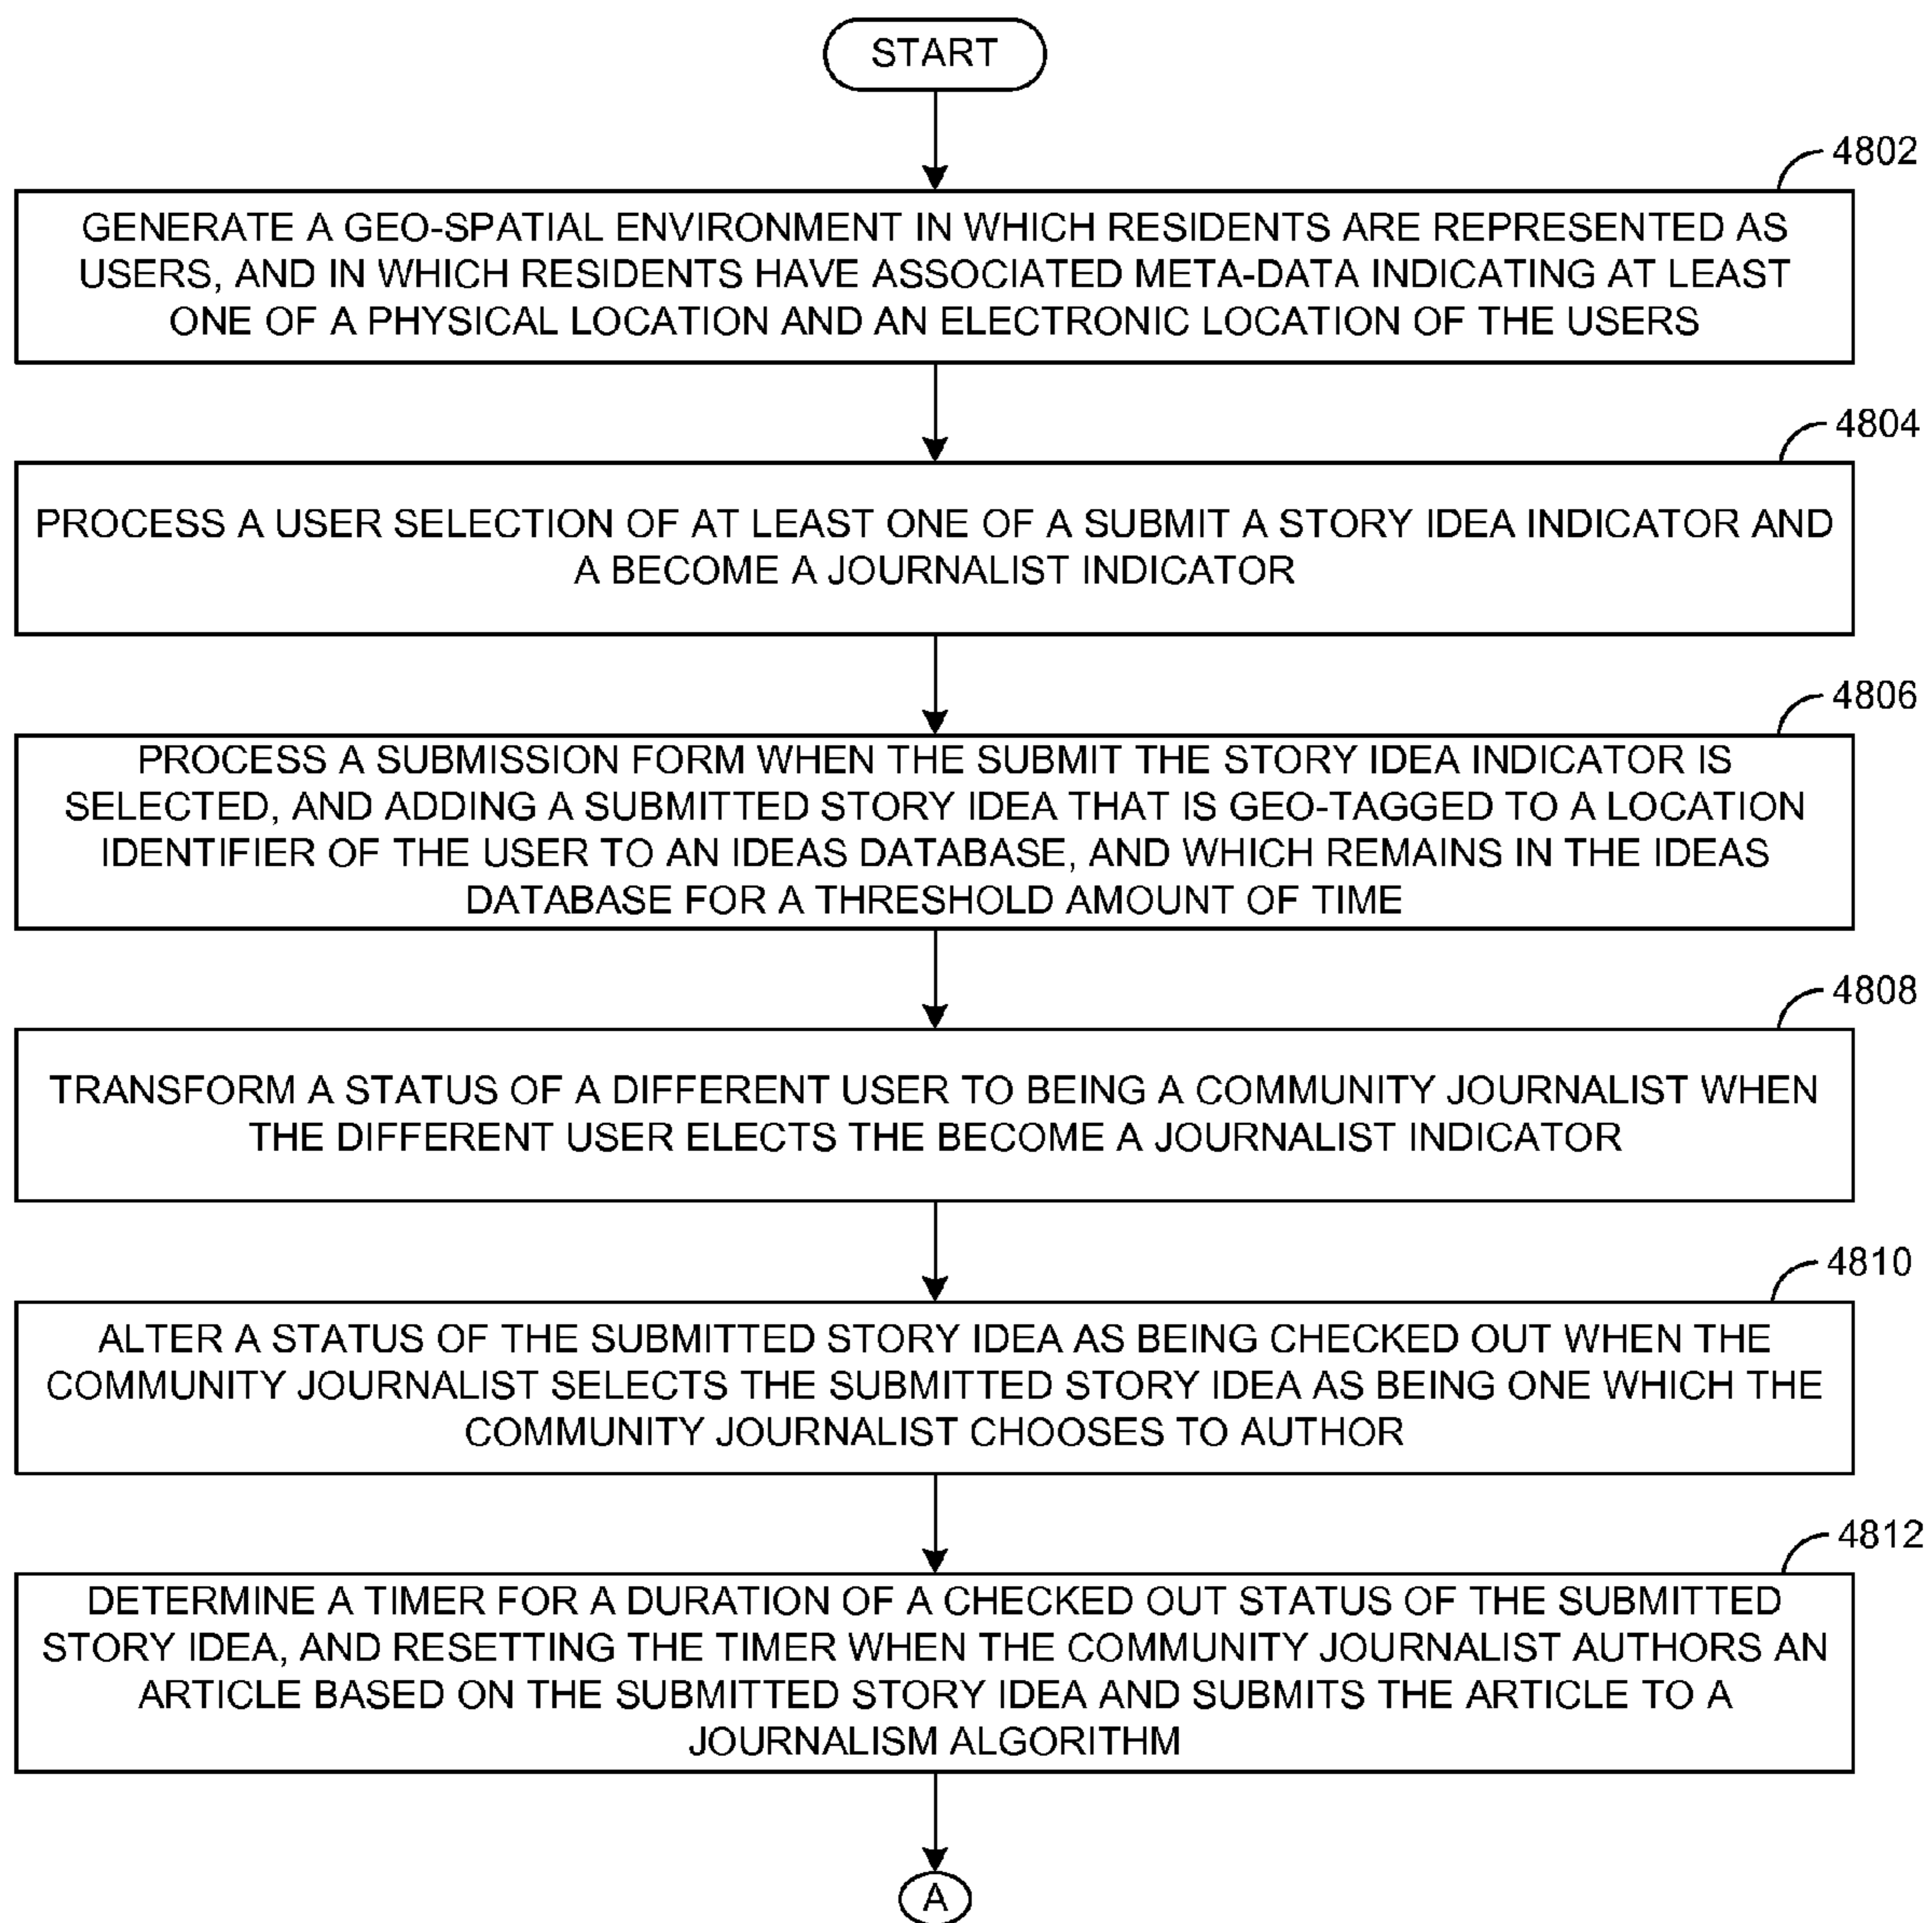 START
4802
GENERATE A GEO-SPATIAL ENVIRONMENT IN WHICH RESIDENTS ARE REPRESENTED AS
USERS, AND IN WHICH RESIDENTS HAVE ASSOCIATED META-DATA INDICATING AT LEAST
ONE OF A PHYSICAL LOCATION AND AN ELECTRONIC LOCATION OF THE USERS
4804
PROCESS A USER SELECTION OF AT LEAST ONE OF A SUBMIT A STORY IDEA INDICATOR AND
A BECOME A JOURNALIST INDICATOR
4806
PROCESS A SUBMISSION FORM WHEN THE SUBMIT THE STORY IDEA INDICATOR IS
SELECTED, AND ADDING A SUBMITTED STORY IDEA THAT IS GEO-TAGGED TO A LOCATION
IDENTIFIER OF THE USER TO AN IDEAS DATABASE, AND WHICH REMAINS IN THE IDEAS
DATABASE FOR A THRESHOLD AMOUNT OF TIME
4808
TRANSFORM A STATUS OF A DIFFERENT USER TO BEING A COMMUNITY JOURNALIST WHEN
THE DIFFERENT USER ELECTS THE BECOME A JOURNALIST INDICATOR
4810
ALTER A STATUS OF THE SUBMITTED STORY IDEA AS BEING CHECKED OUT WHEN THE
COMMUNITY JOURNALIST SELECTS THE SUBMITTED STORY IDEA AS BEING ONE WHICH THE
COMMUNITY JOURNALIST CHOOSES TO AUTHOR
4812
DETERMINE A TIMER FOR A DURATION OF A CHECKED OUT STATUS OF THE SUBMITTED
STORY IDEA, AND RESETTING THE TIMER WHEN THE COMMUNITY JOURNALIST AUTHORS AN
ARTICLE BASED ON THE SUBMITTED STORY IDEA AND SUBMITS THE ARTICLE TO A
JOURNALISM ALGORITHM
A